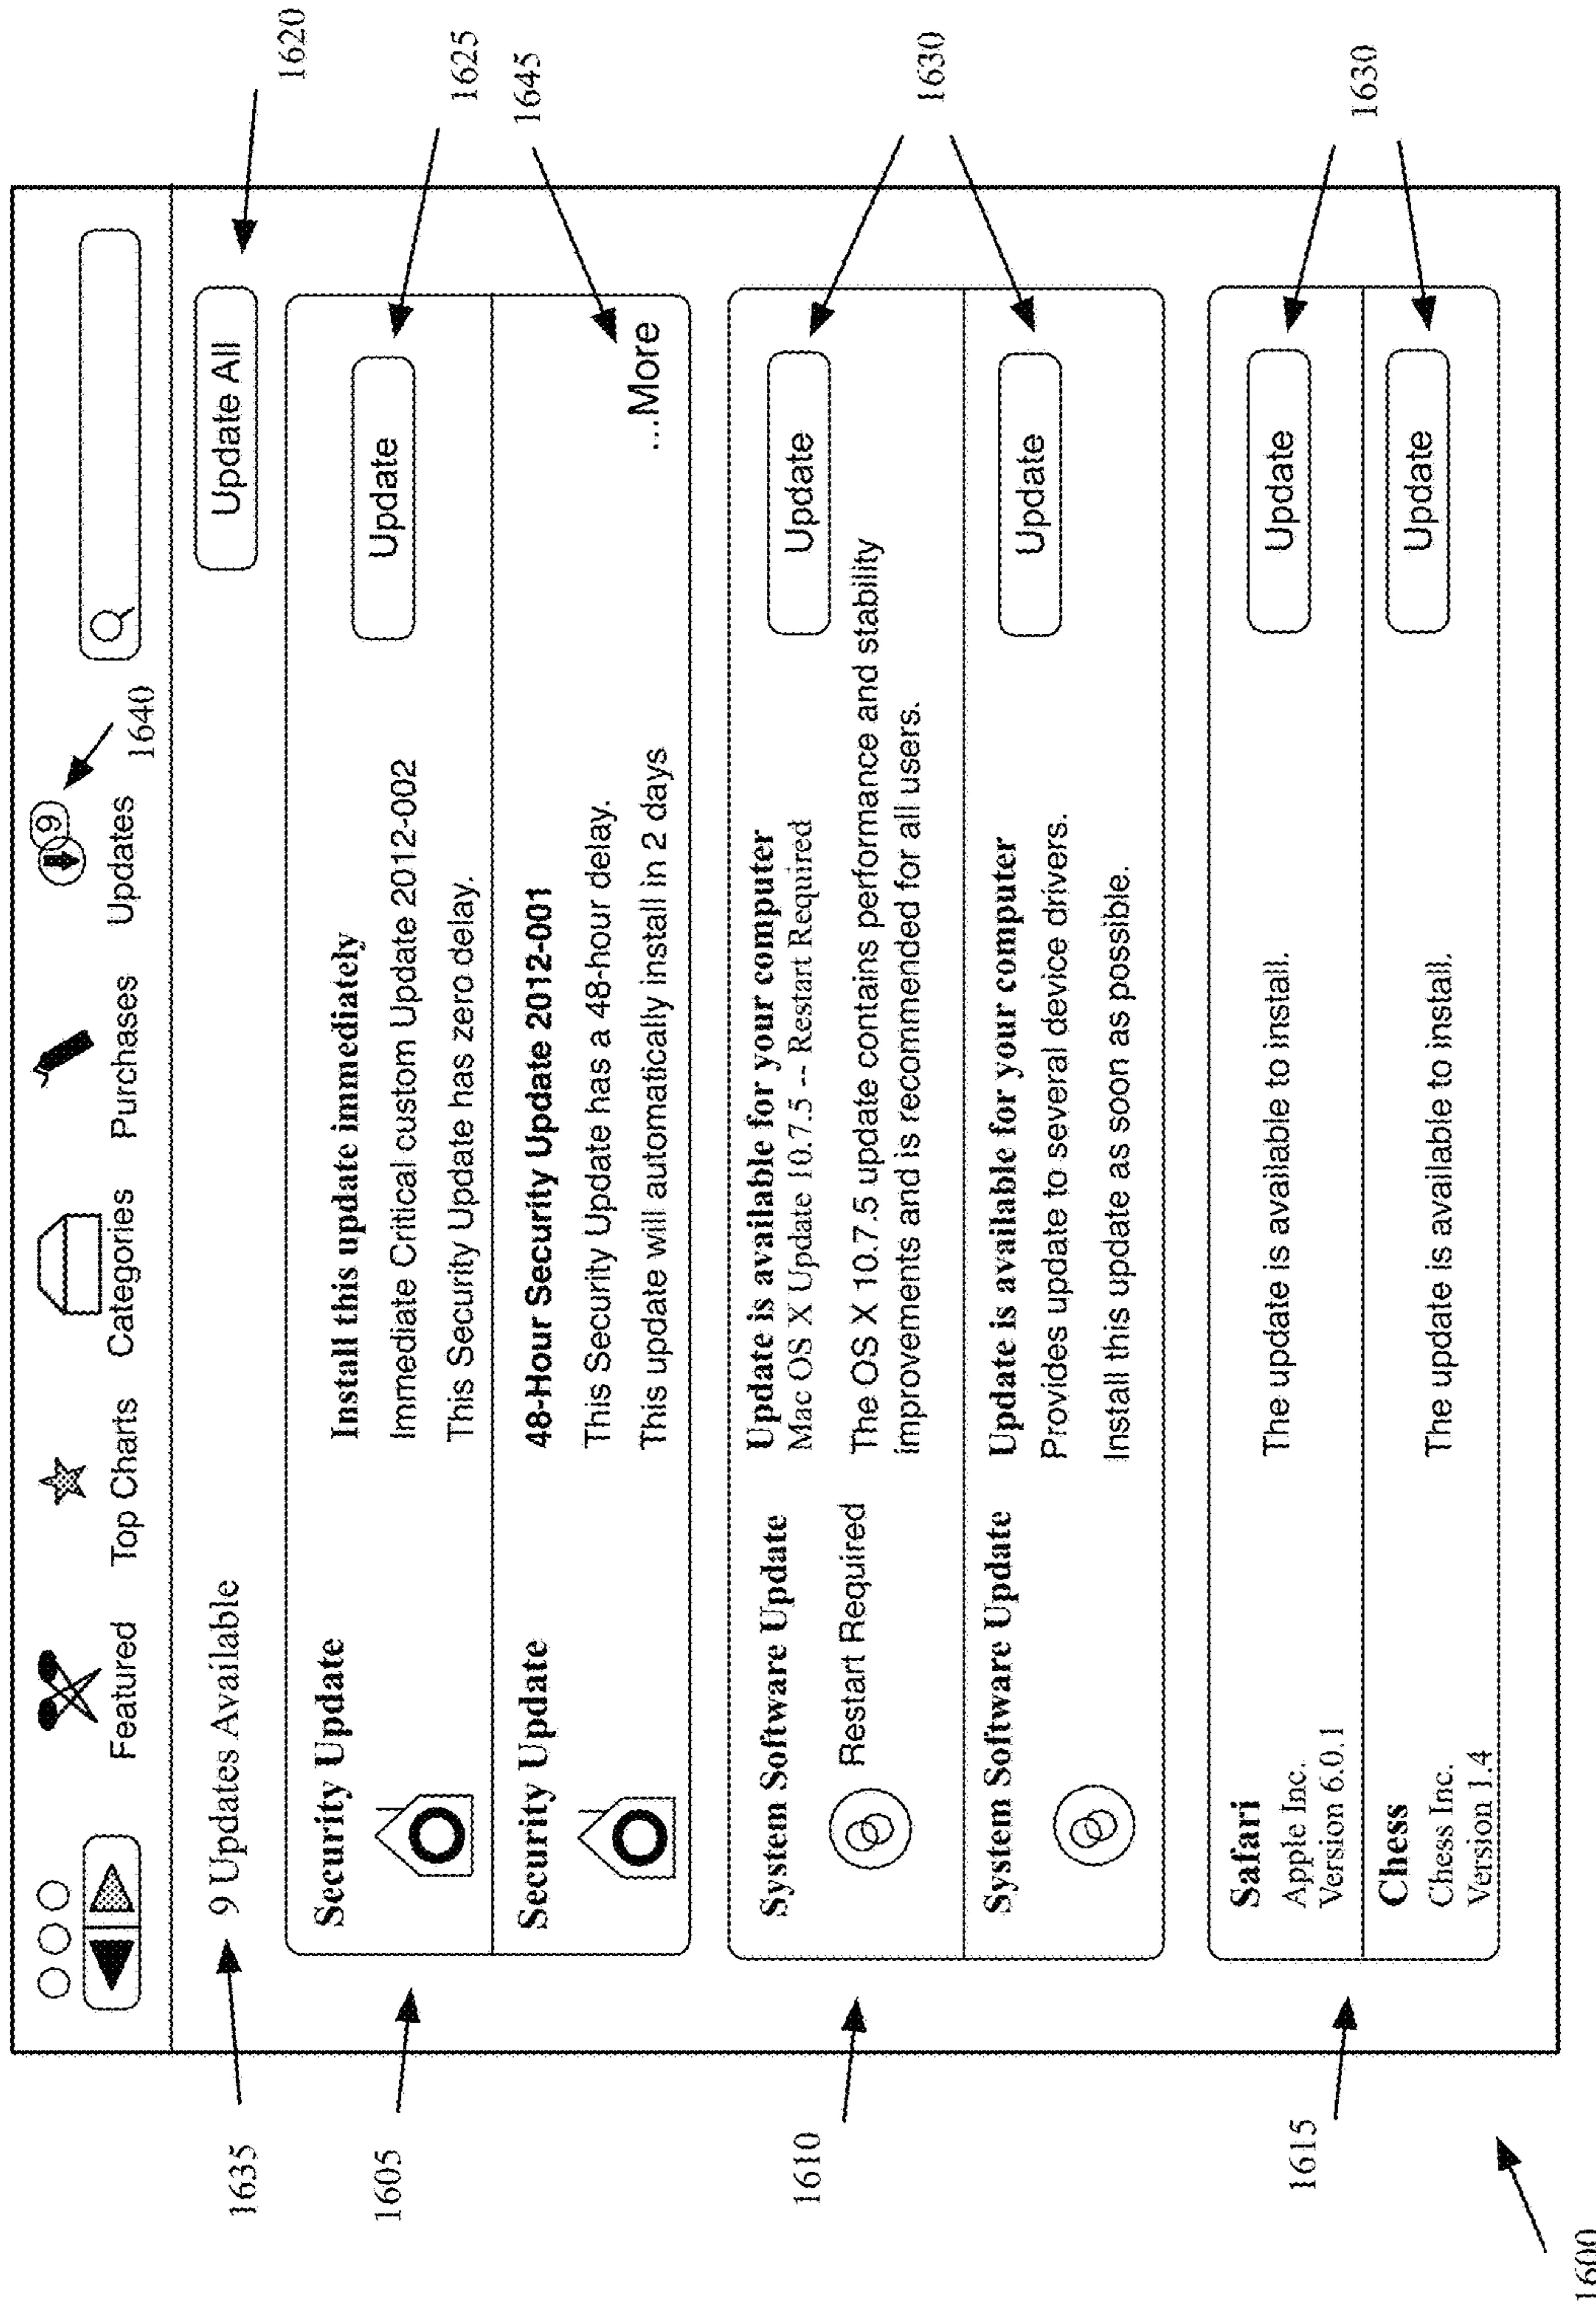 9
1640
Featured
Top Charts
Categories
Purchases
Updates
1635
9 Updates Available
Update All
1620
1605
Security Update
Install this update immediately
Immediate Critical custom Update 2012-002
This Security Update has zero delay.
Update
1625
Security Update
48-Hour Security Update 2012-001
This Security Update has a 48-hour delay.
This update will automatically install in 2 days
...More
1645
1610
System Software Update
Restart Required
Update is available for your computer
Mac OS X Update 10.7.5 -- Restart Required
The OS X 10.7.5 update contains performance and stability
improvements and is recommended for all users.
Update
1630
System Software Update
Update is available for your computer
Provides update to several device drivers.
Install this update as soon as possible.
Update
1615
Safari
Apple Inc.
Version 6.0.1
The update is available to install.
Update
1630
Chess
Chess Inc.
Version 1.4
The update is available to install.
Update
1600